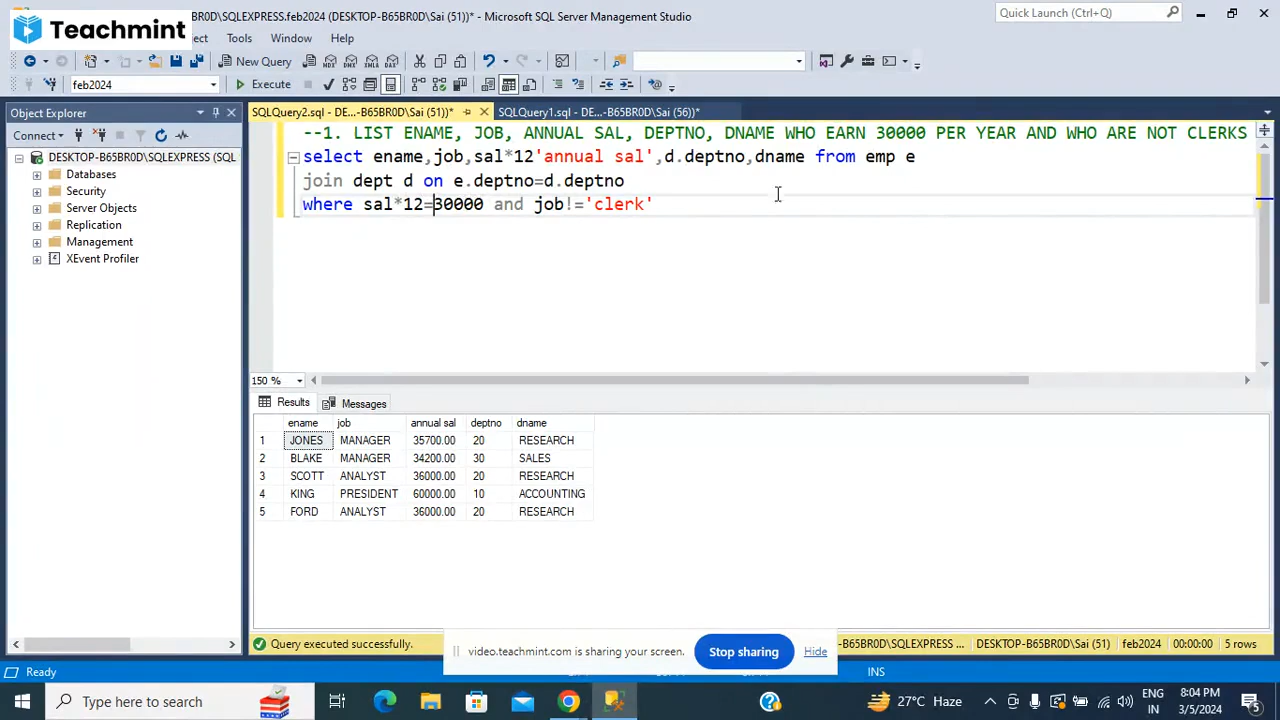 B65BR0D\SQLEXPRESS.feb2024 (DESKTOP-B65BR0D\Sai (51))* - Microsoft SQL Server Management Studio
Quick Launch (Ctrl+Q)
Teachmint
Tools Window Help
New Query
MDX DMX XMLA DAX
feb2024
Execute
Object Explorer
SQLQuery2.sql - DE...-B65BR0D\Sai (51))*
SQLQuery1.sql - DE...-B65BR0D\Sai (56))*
Connect
DESKTOP-B65BR0D\SQLEXPRESS (SQL
Databases
Security
Server Objects
Replication
Management
XEvent Profiler
--1. LIST ENAME, JOB, ANNUAL SAL, DEPTNO, DNAME WHO EARN 30000 PER YEAR AND WHO ARE NOT CLERKS
select ename,job,sal*12'annual sal',d.deptno,dname from emp e
join dept d on e.deptno=d.deptno
where sal*12=30000 and job!='clerk'
150 %
Results Messages
ename job annual sal deptno dname
1 JONES MANAGER 35700.00 20 RESEARCH
2 BLAKE MANAGER 34200.00 30 SALES
3 SCOTT ANALYST 36000.00 20 RESEARCH
4 KING PRESIDENT 60000.00 10 ACCOUNTING
5 FORD ANALYST 36000.00 20 RESEARCH
Query executed successfully.
-B65BR0D\SQLEXPRESS ... DESKTOP-B65BR0D\Sai (51) feb2024 00:00:00 5 rows
video.teachmint.com is sharing your screen. Stop sharing Hide
Ready
INS
Type here to search
27°C Haze
ENG
IN
8:04 PM
3/5/2024
5